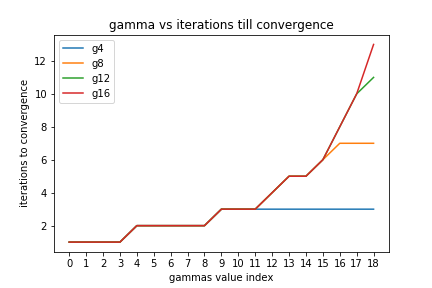 gamma vs iterations till convergence
g4
g8
g12
g16
iterations to convergence
12
10
8
6
4
2
0 1 2 3 4 5 6 7 8 9 10 11 12 13 14 15 16 17 18
gammas value index